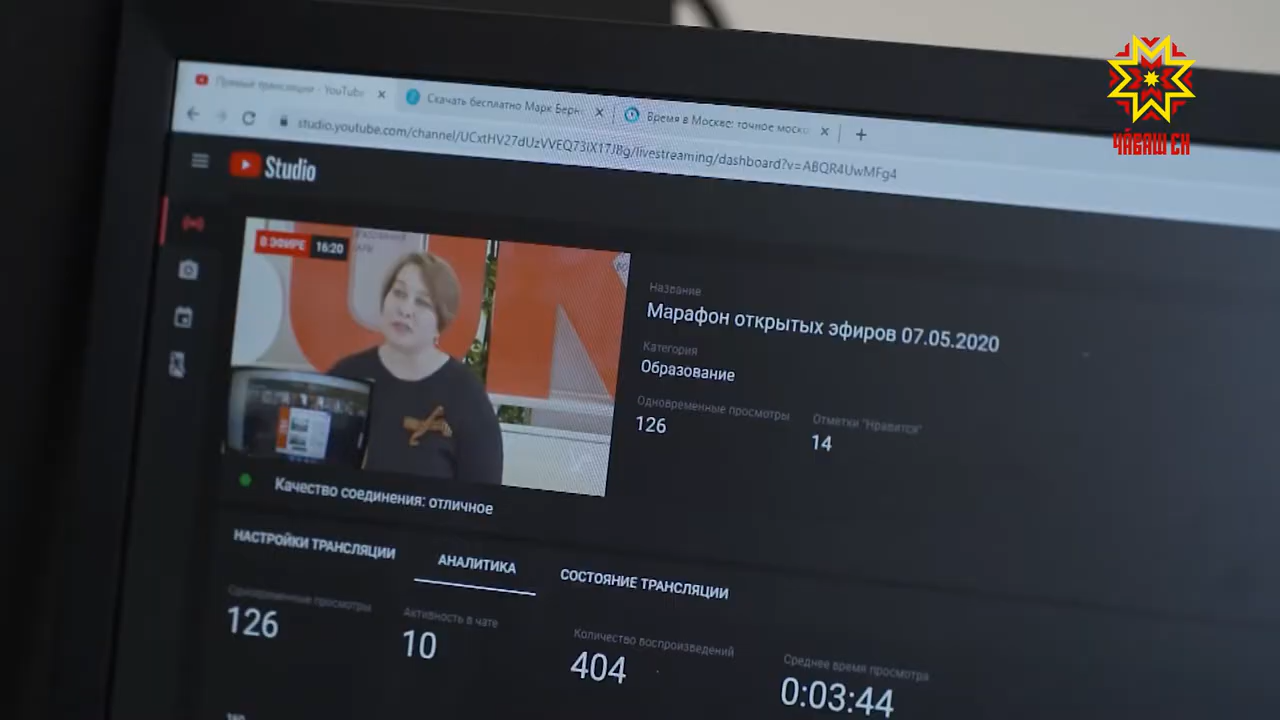 Прямые трансляции - YouTube
Скачать бесплатно Марк Берн
Время в Москве: точное моско
studio.youtube.com/channel/UCxtHV27dUzVVEQ73iX17J8g/livestreaming/dashboard?v=ABQR4UwMFg4
Studio
ЧӐВАШ ЕН
В ЭФИРЕ 16:20
Название
Марафон открытых эфиров 07.05.2020
Категория
Образование
Одновременные просмотры
126
Отметки "Нравится"
14
Качество соединения: отличное
НАСТРОЙКИ ТРАНСЛЯЦИИ
АНАЛИТИКА
СОСТОЯНИЕ ТРАНСЛЯЦИИ
Одновременные просмотры
126
Активность в чате
10
Количество воспроизведений
404
Среднее время просмотра
0:03:44